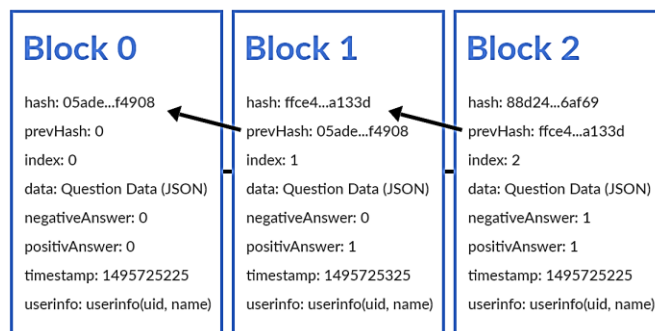 Block 0
hash: 05ade...f4908
prevHash: 0
index: 0
data: Question Data (JSON)
negativeAnswer: 0
positivAnswer: 0
timestamp: 1495725225
userinfo: userinfo(uid, name)
Block 1
hash: ffce4...a133d
prevHash: 05ade...f4908
index: 1
data: Question Data (JSON)
negativeAnswer: 0
positivAnswer: 1
timestamp: 1495725325
userinfo: userinfo(uid, name)
Block 2
hash: 88d24...6af69
prevHash: ffce4...a133d
index: 2
data: Question Data (JSON)
negativeAnswer: 1
positivAnswer: 1
timestamp: 1495725225
userinfo: userinfo(uid, name)